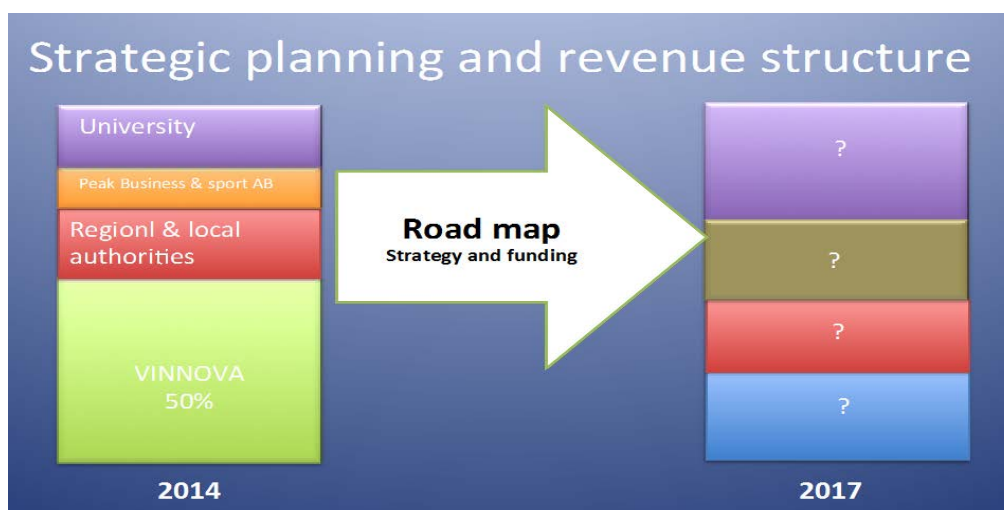 Strategic planning and revenue structure
University
Peak Business & sport AB
Regionl & local
authorities
VINNOVA
50%
2014
Road map
Strategy and funding
?
?
?
?
2017